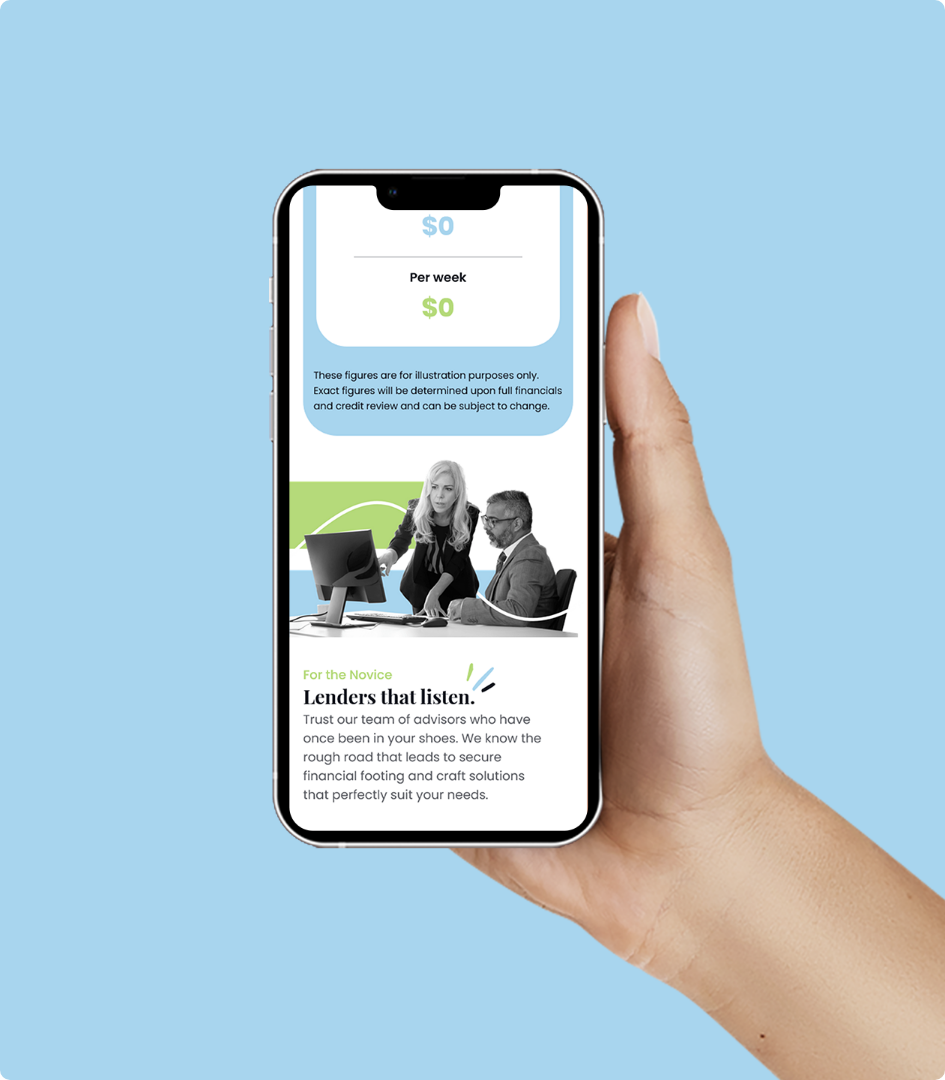 $0
Per week
$0
These figures are for illustration purposes only.
Exact figures will be determined upon full financials
and credit review and can be subject to change.
For the Novice
Lenders that listen.
Trust our team of advisors who have
once been in your shoes. We know the
rough road that leads to secure
financial footing and craft solutions
that perfectly suit your needs.